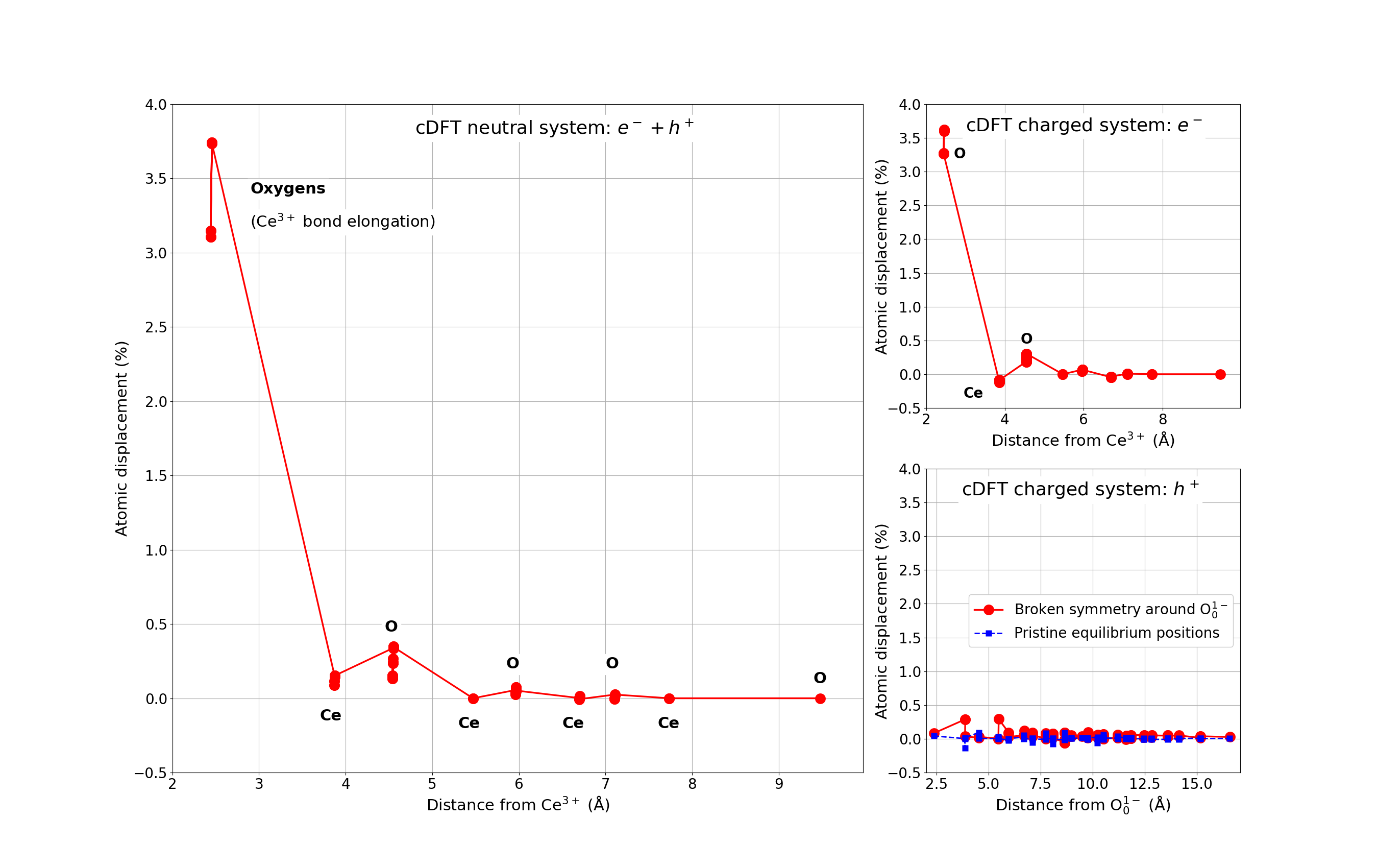 cDFT neutral system: e⁻ + h⁺
4.0
3.5
3.0
2.5
2.0
1.5
1.0
0.5
0.0
−0.5
Atomic displacement (%)
Oxygens
(Ce³⁺ bond elongation)
O
O
O
O
Ce
Ce
Ce
Ce
2 3 4 5 6 7 8 9
Distance from Ce³⁺ (Å)
cDFT charged system: e⁻
4.0
3.5
3.0
2.5
2.0
1.5
1.0
0.5
0.0
−0.5
Atomic displacement (%)
O
O
Ce
2 4 6 8
Distance from Ce³⁺ (Å)
cDFT charged system: h⁺
4.0
3.5
3.0
2.5
2.0
1.5
1.0
0.5
0.0
−0.5
Atomic displacement (%)
Broken symmetry around O₀¹⁻
Pristine equilibrium positions
2.5 5.0 7.5 10.0 12.5 15.0
Distance from O₀¹⁻ (Å)